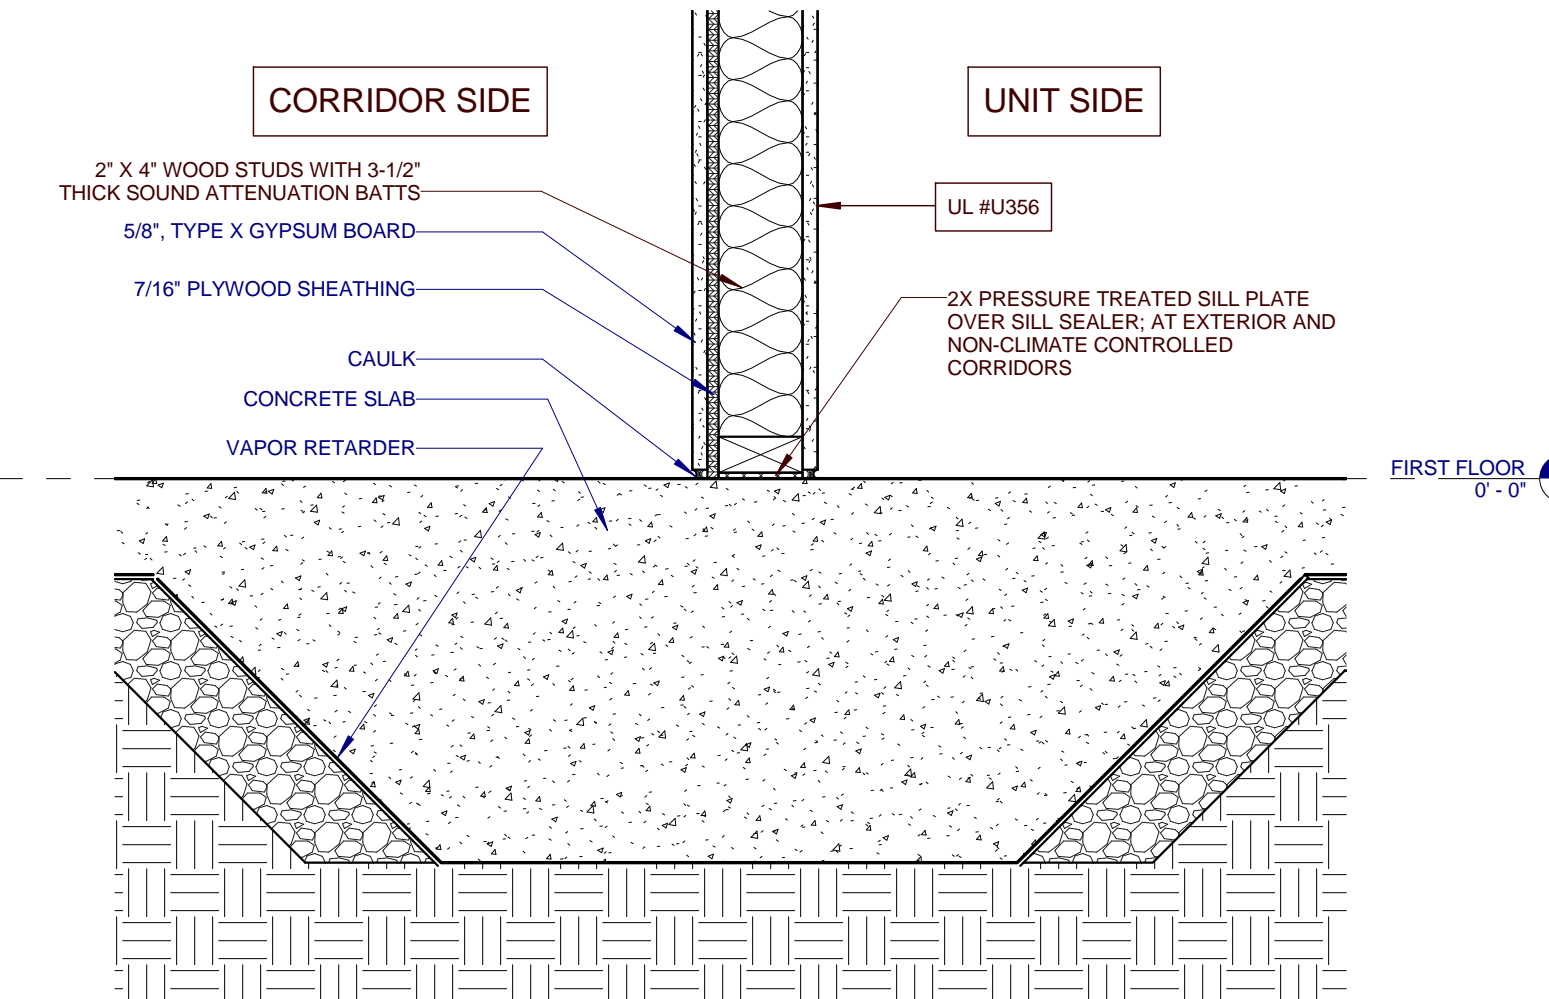 CORRIDOR SIDE
UNIT SIDE
2" X 4" WOOD STUDS WITH 3-1/2"
THICK SOUND ATTENUATION BATTS
5/8", TYPE X GYPSUM BOARD
7/16" PLYWOOD SHEATHING
CAULK
CONCRETE SLAB
VAPOR RETARDER
UL #U356
2X PRESSURE TREATED SILL PLATE
OVER SILL SEALER; AT EXTERIOR AND
NON-CLIMATE CONTROLLED
CORRIDORS
FIRST FLOOR
0' - 0"